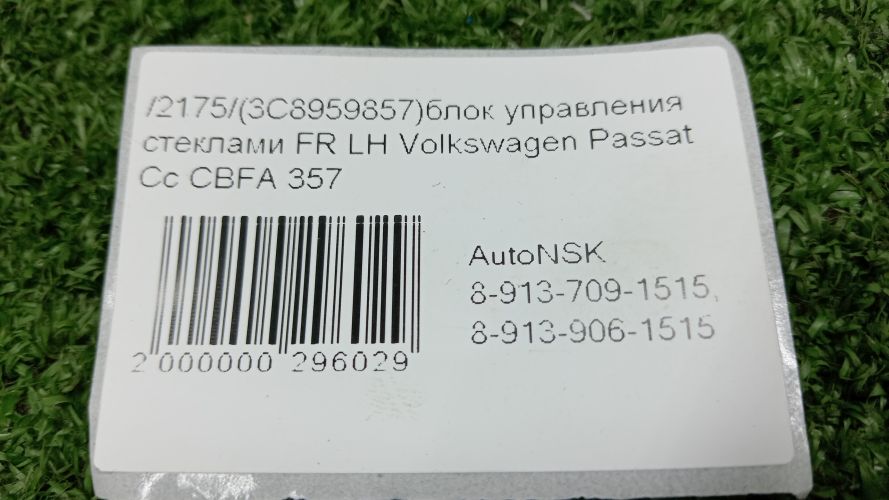 /2175/(3C8959857)блок управления
стеклами FR LH Volkswagen Passat
Cc CBFA 357
AutoNSK
8-913-709-1515,
8-913-906-1515
2 000000 296029